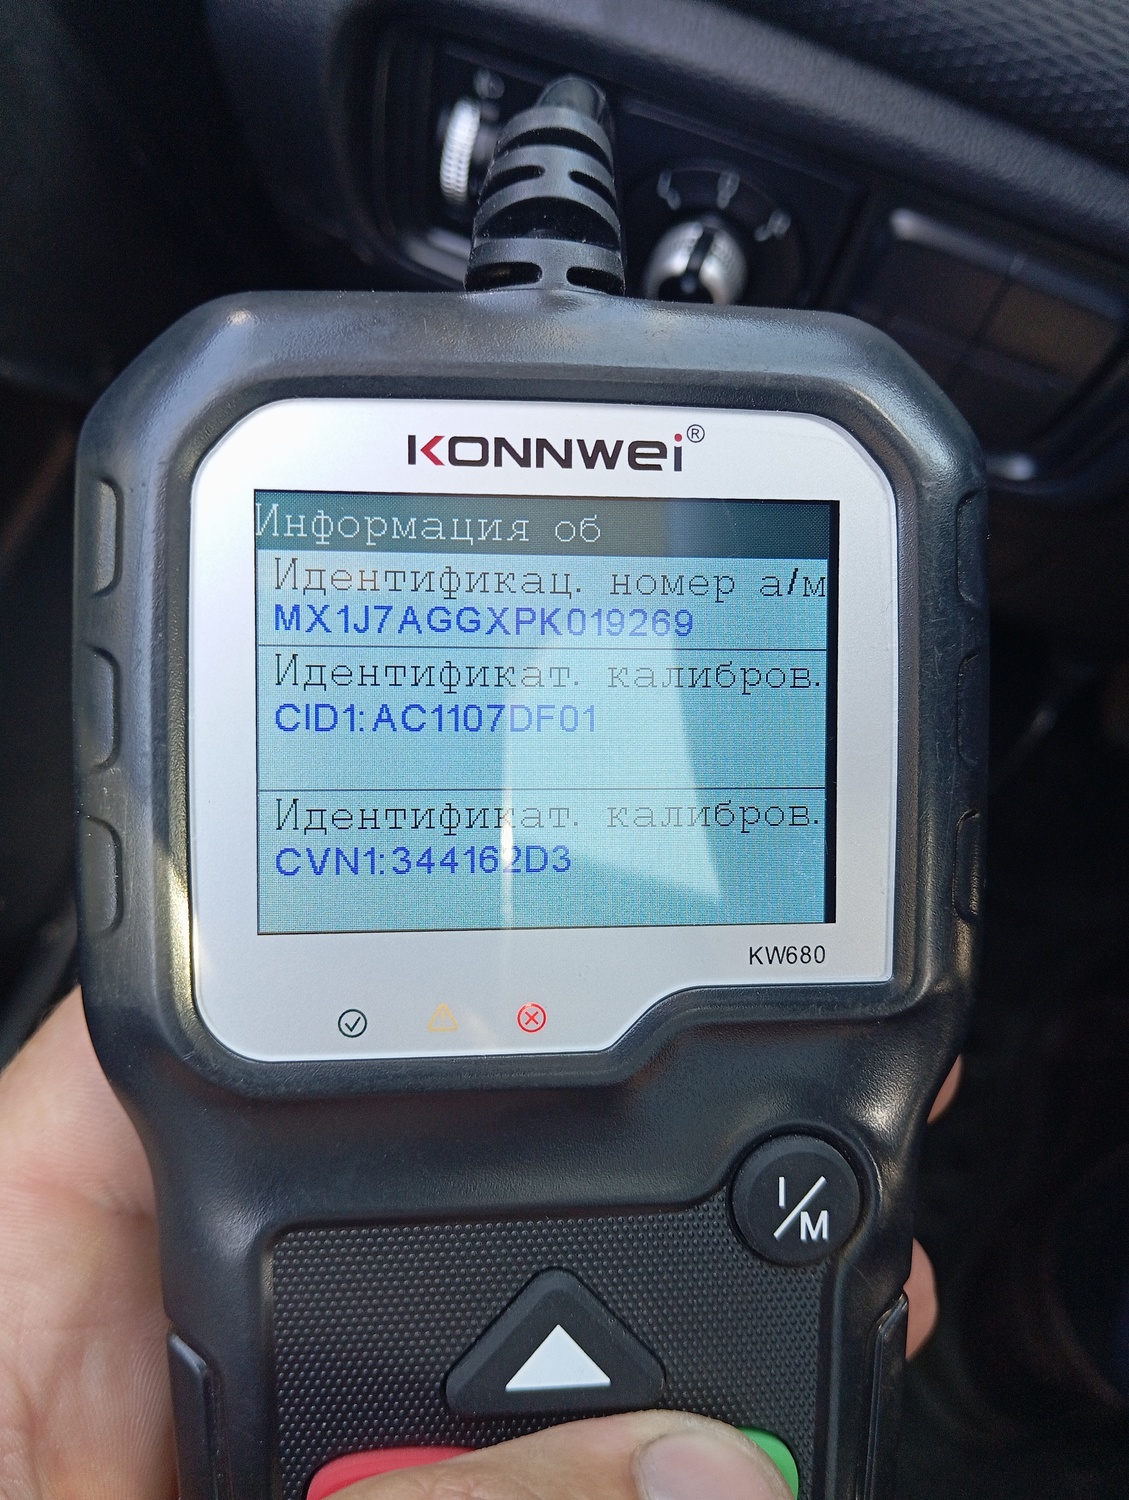 KONNWEI®
Информация об
Идентификац. номер а/м
MX1J7AGGXPK019269
Идентификат. калибров.
CID1:AC1107DF01
Идентификат. калибров.
CVN1:344162D3
KW680
I/M